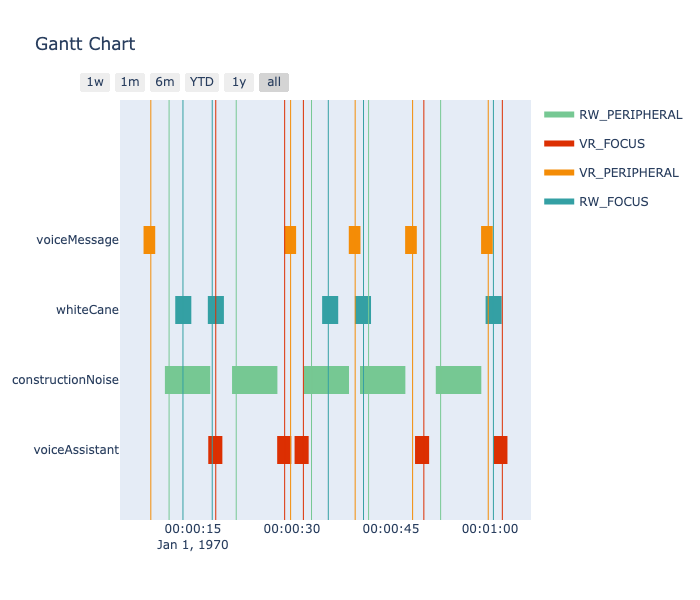 Gantt Chart
1w 1m 6m YTD 1y all
RW_PERIPHERAL
VR_FOCUS
VR_PERIPHERAL
RW_FOCUS
voiceMessage
whiteCane
constructionNoise
voiceAssistant
00:00:15 00:00:30 00:00:45 00:01:00
Jan 1, 1970